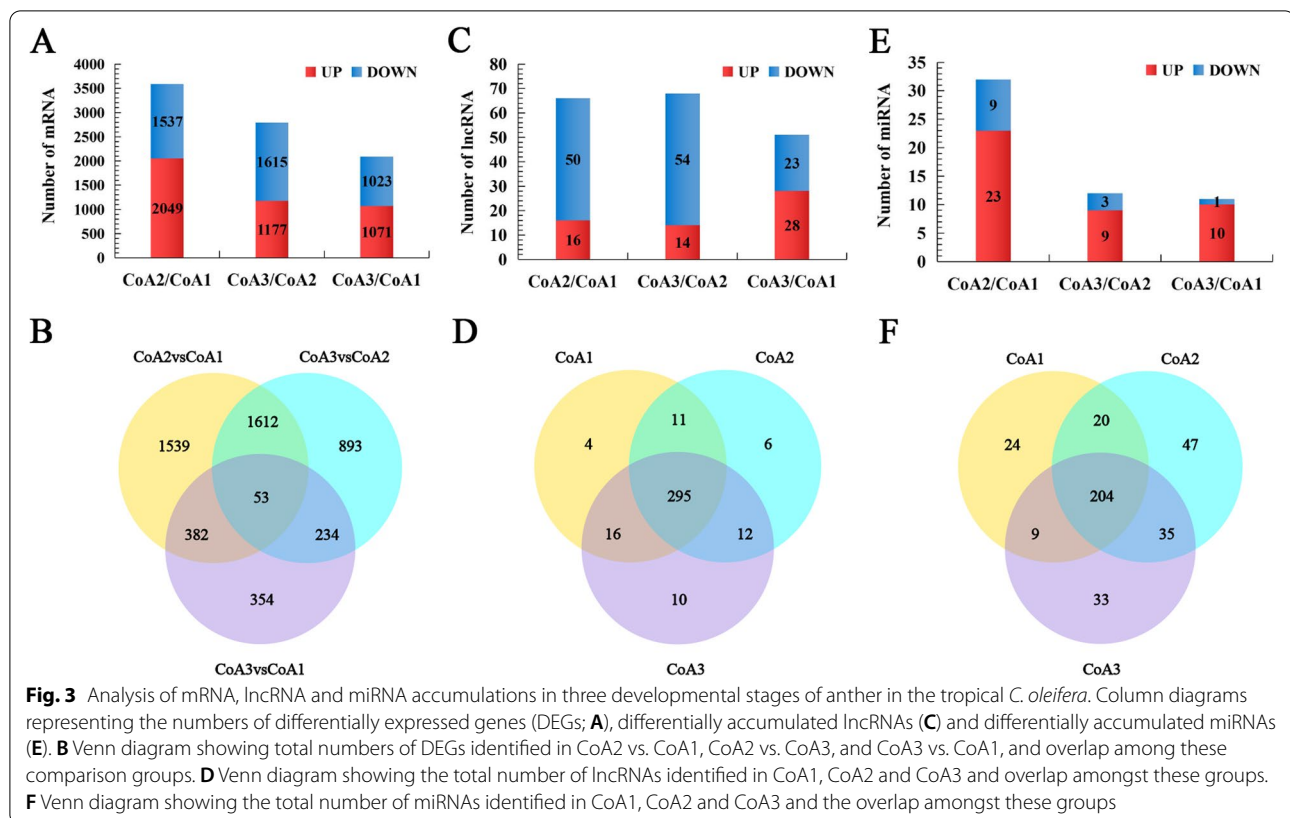 A
UP DOWN
Number of mRNA
4000
3500
3000
2500
2000
1500
1000
500
0
1537
2049
1615
1177
1023
1071
CoA2/CoA1 CoA3/CoA2 CoA3/CoA1
C
UP DOWN
Number of lncRNA
80
70
60
50
40
30
20
10
0
50
16
54
14
23
28
CoA2/CoA1 CoA3/CoA2 CoA3/CoA1
E
UP DOWN
Number of miRNA
35
30
25
20
15
10
5
0
9
23
3
9
1
10
CoA2/CoA1 CoA3/CoA2 CoA3/CoA1
B
CoA2vsCoA1 CoA3vsCoA2
1612
1539 893
53
382 234
354
CoA3vsCoA1
D
CoA1 CoA2
11
4 6
295
16 12
10
CoA3
F
CoA1 CoA2
20
24 47
204
9 35
33
CoA3
Fig. 3 Analysis of mRNA, lncRNA and miRNA accumulations in three developmental stages of anther in the tropical C. oleifera. Column diagrams
representing the numbers of differentially expressed genes (DEGs; A), differentially accumulated lncRNAs (C) and differentially accumulated miRNAs
(E). B Venn diagram showing total numbers of DEGs identified in CoA2 vs. CoA1, CoA2 vs. CoA3, and CoA3 vs. CoA1, and overlap among these
comparison groups. D Venn diagram showing the total number of lncRNAs identified in CoA1, CoA2 and CoA3 and overlap amongst these groups.
F Venn diagram showing the total number of miRNAs identified in CoA1, CoA2 and CoA3 and the overlap amongst these groups